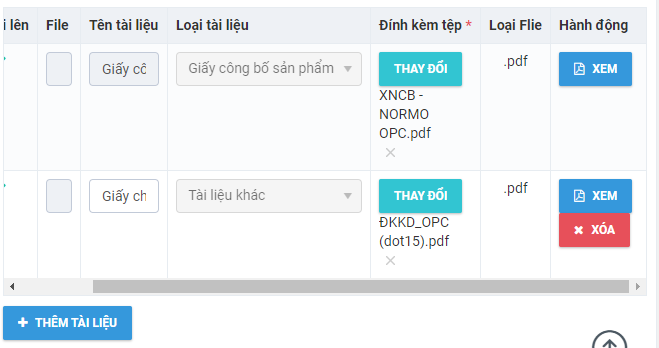 i lên File Tên tài liệu Loại tài liệu Đính kèm tệp * Loại Flie Hành động
Giấy cô Giấy công bố sản phẩm THAY ĐỔI .pdf XEM
XNCB -
NORMO
OPC.pdf
Giấy ch Tài liệu khác THAY ĐỔI .pdf XEM
ĐKKD_OPC XÓA
(dot15).pdf
THÊM TÀI LIỆU